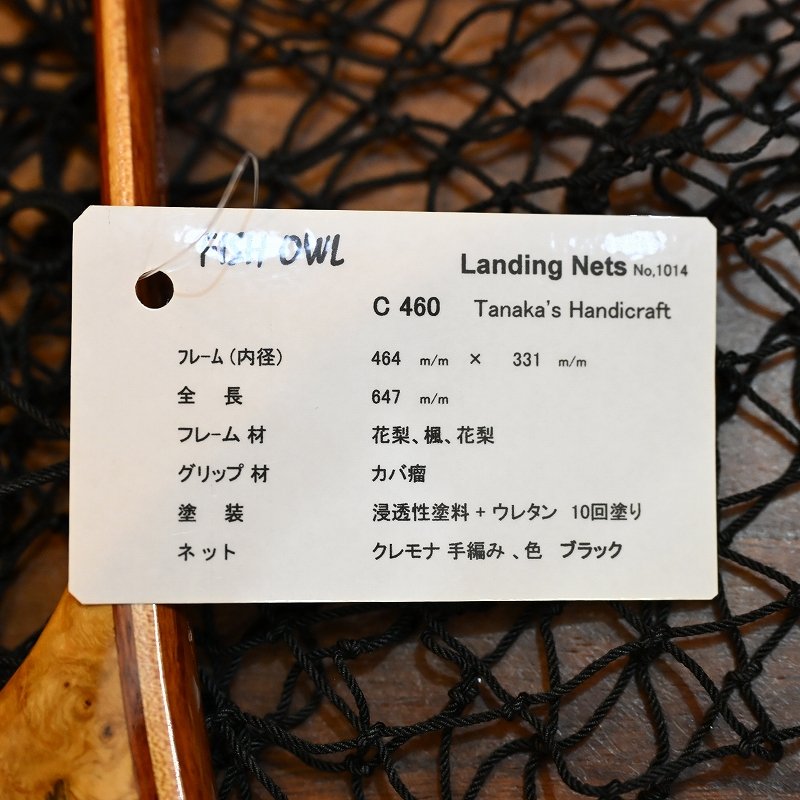 FISH OWL
Landing Nets No,1014
C 460 Tanaka's Handicraft
フレーム(内径) 464 m/m × 331 m/m
全長 647 m/m
フレーム材 花梨、楓、花梨
グリップ材 カバ瘤
塗装 浸透性塗料+ウレタン 10回塗り
ネット クレモナ 手編み、色 ブラック